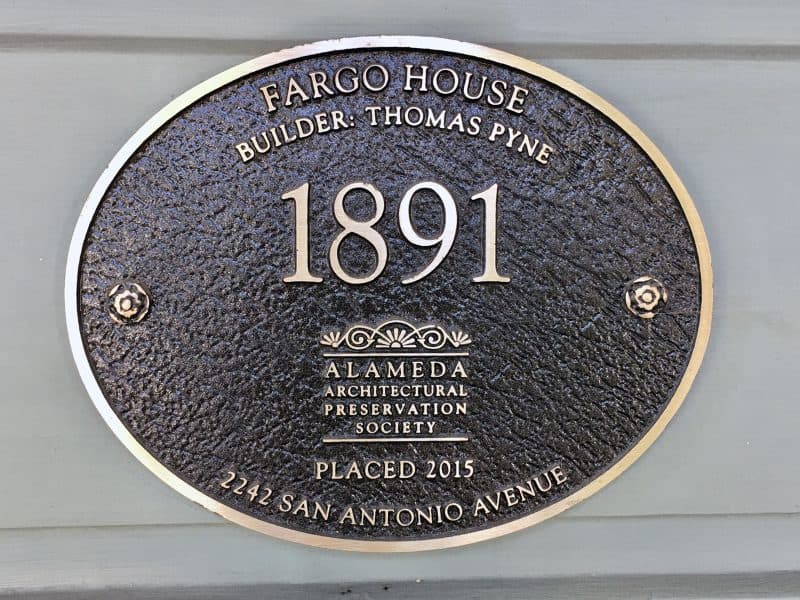 FARGO HOUSE
BUILDER: THOMAS PYNE
1891
ALAMEDA
ARCHITECTURAL
PRESERVATION
SOCIETY
PLACED 2015
2242 SAN ANTONIO AVENUE